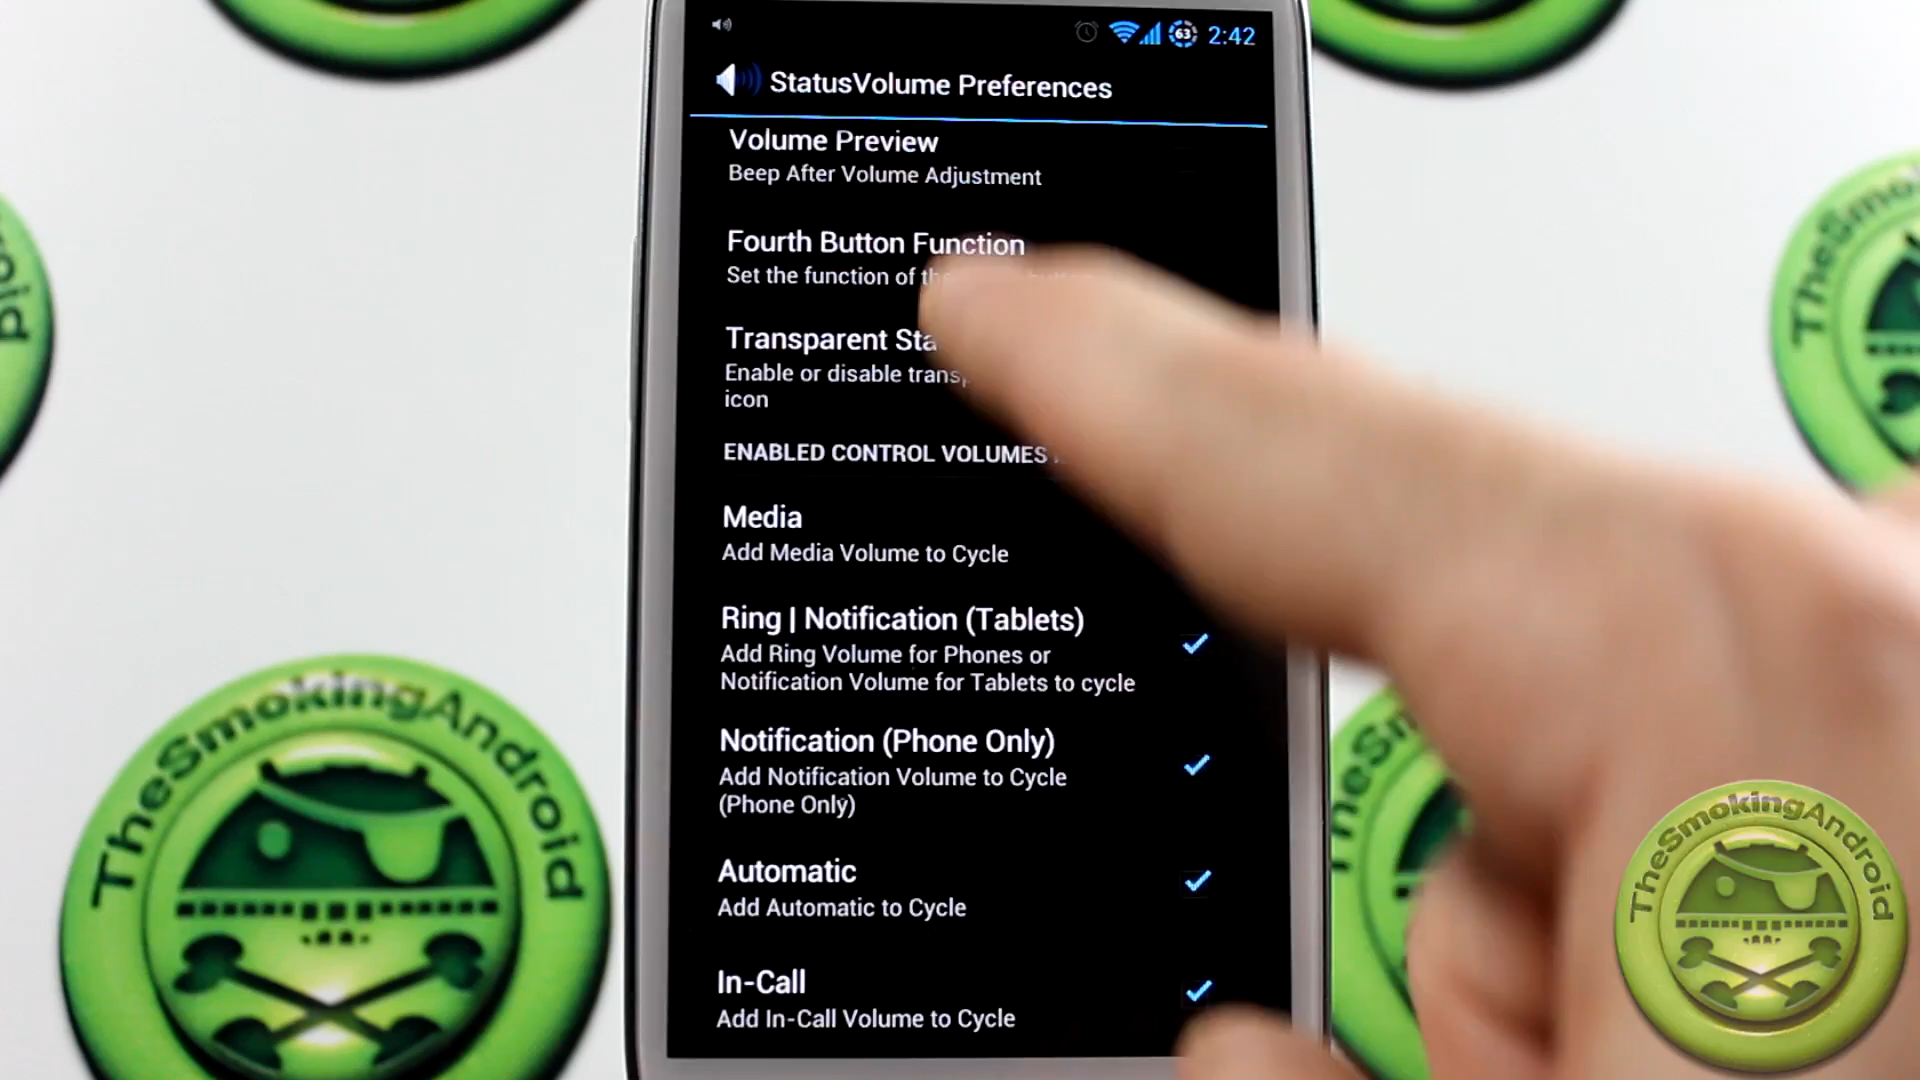 63 2:42
StatusVolume Preferences
Volume Preview
Beep After Volume Adjustment
Fourth Button Function
Set the function of
Transparent
Enable or disable
icon
ENABLED CONTROL VOLUMES
Media
Add Media Volume to Cycle
Ring | Notification (Tablets)
Add Ring Volume for Phones or
Notification Volume for Tablets to cycle
Notification (Phone Only)
Add Notification Volume to Cycle
(Phone Only)
Automatic
Add Automatic to Cycle
In-Call
Add In-Call Volume to Cycle
TheSmokingAndroid
TheSmokingAndroid